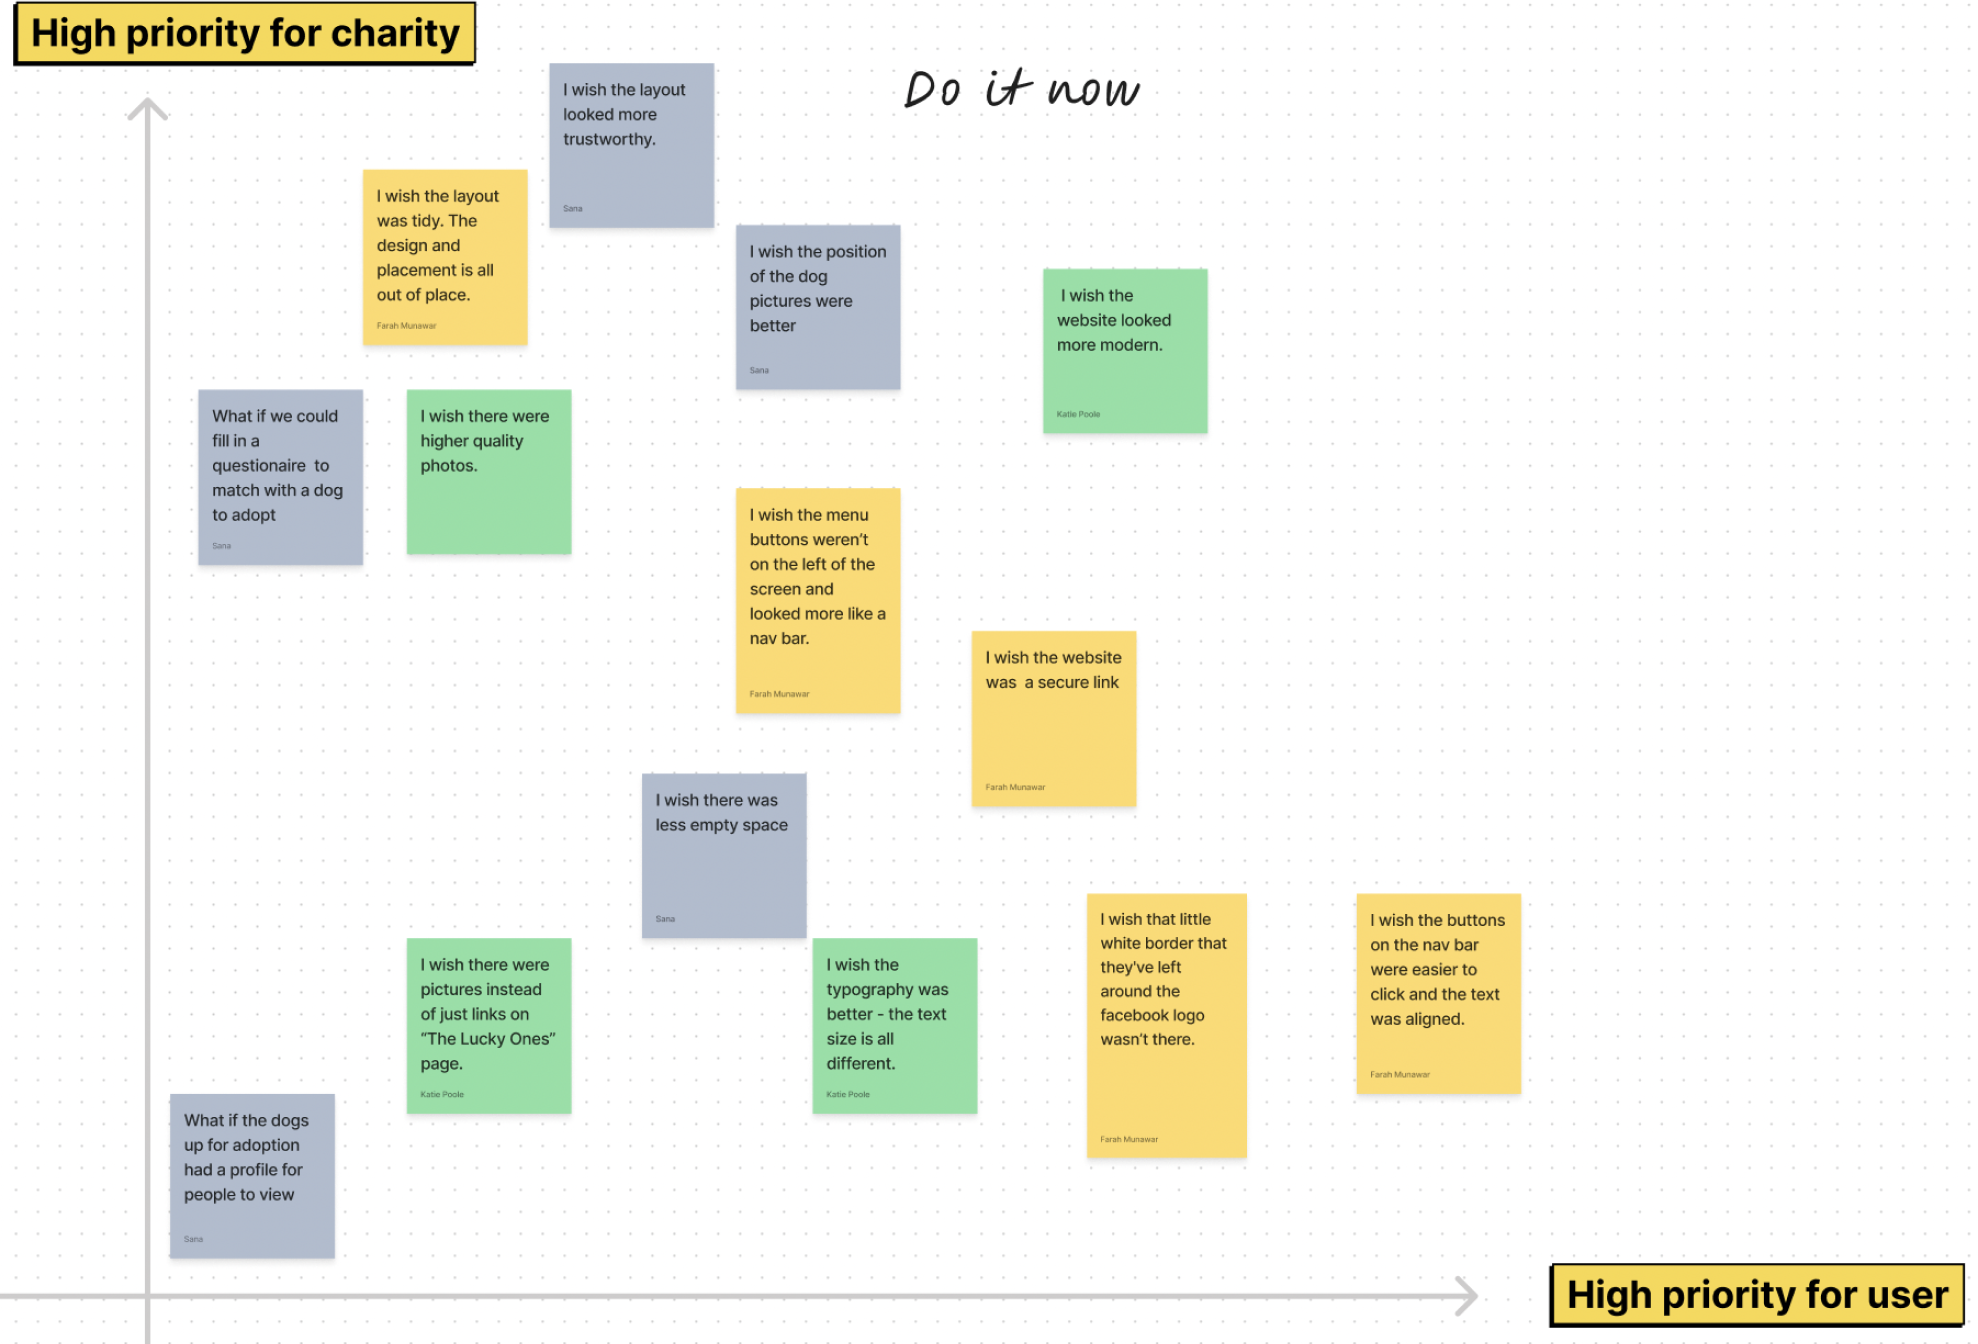 High priority for charity
Do it now
I wish the layout
looked more
trustworthy.
Sana
I wish the layout
was tidy. The
design and
placement is all
out of place.
Farah Munawar
I wish the position
of the dog
pictures were
better
Sana
I wish the
website looked
more modern.
Katie Poole
What if we could
fill in a
questionaire  to
match with a dog
to adopt
Sana
I wish there were
higher quality
photos.
I wish the menu
buttons weren’t
on the left of the
screen and
looked more like a
nav bar.
Farah Munawar
I wish the website
was  a secure link
Farah Munawar
I wish there was
less empty space
Sana
I wish there were
pictures instead
of just links on
“The Lucky Ones”
page.
Katie Poole
I wish the
typography was
better - the text
size is all
different.
Katie Poole
I wish that little
white border that
they've left
around the
facebook logo
wasn’t there.
Farah Munawar
I wish the buttons
on the nav bar
were easier to
click and the text
was aligned.
Farah Munawar
What if the dogs
up for adoption
had a profile for
people to view
Sana
High priority for user